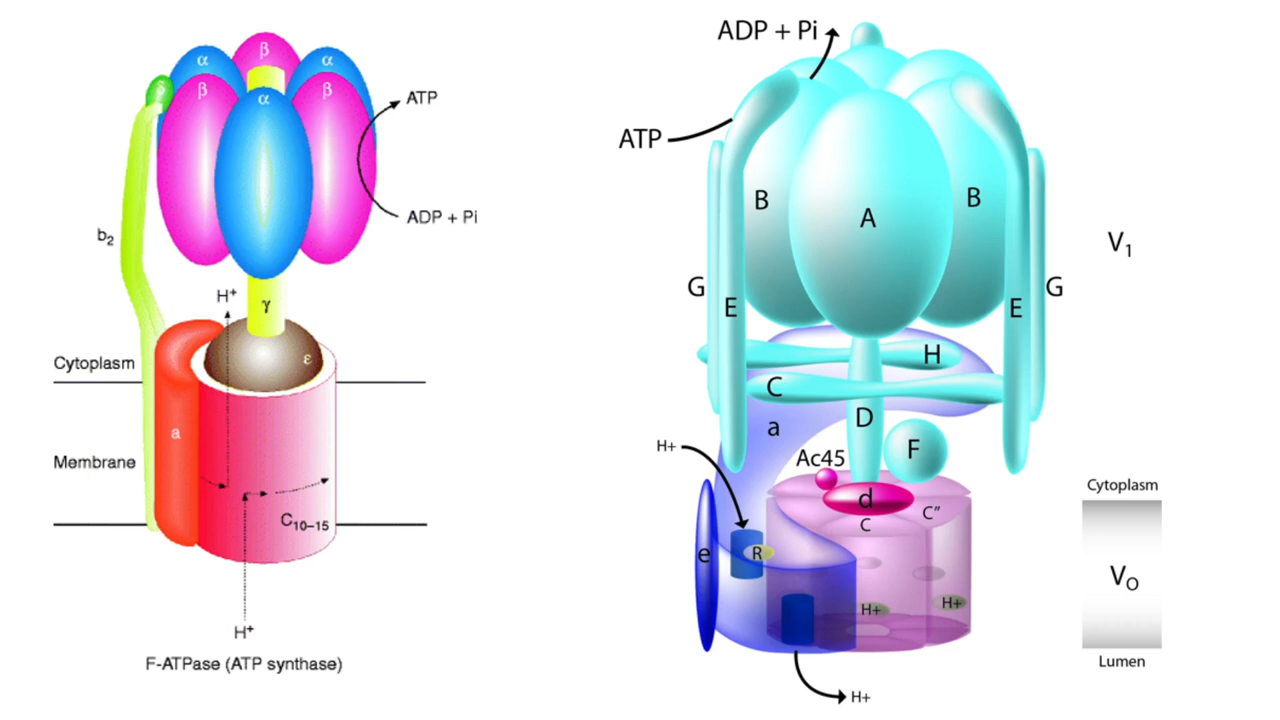 β
α
α
δ
β
α
β
ATP
b2
ADP + Pi
H⁺
γ
Cytoplasm
ε
a
Membrane
C10–15
H⁺
F-ATPase (ATP synthase)
ADP + Pi
ATP
B
A
B
V1
G
E
E
G
H
C
a
D
H+
Ac45
F
d
C
C″
e
R
H+
H+
H+
Cytoplasm
VO
Lumen